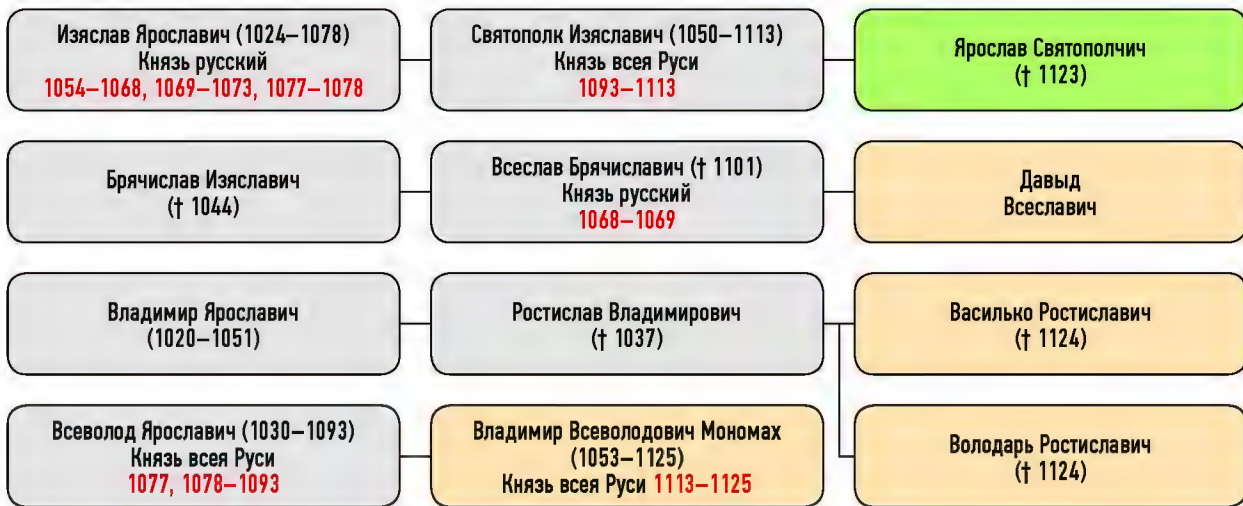 Изяслав Ярославич (1024–1078)
Князь русский
1054–1068, 1069–1073, 1077–1078
Святополк Изяславич (1050–1113)
Князь всея Руси
1093–1113
Ярослав Святополчич
(† 1123)
Брячислав Изяславич
(† 1044)
Всеслав Брячиславич († 1101)
Князь русский
1068–1069
Давыд
Всеславич
Владимир Ярославич
(1020–1051)
Ростислав Владимирович
(† 1037)
Василько Ростиславич
(† 1124)
Всеволод Ярославич (1030–1093)
Князь всея Руси
1077, 1078–1093
Владимир Всеволодович Мономах
(1053–1125)
Князь всея Руси 1113–1125
Володарь Ростиславич
(† 1124)